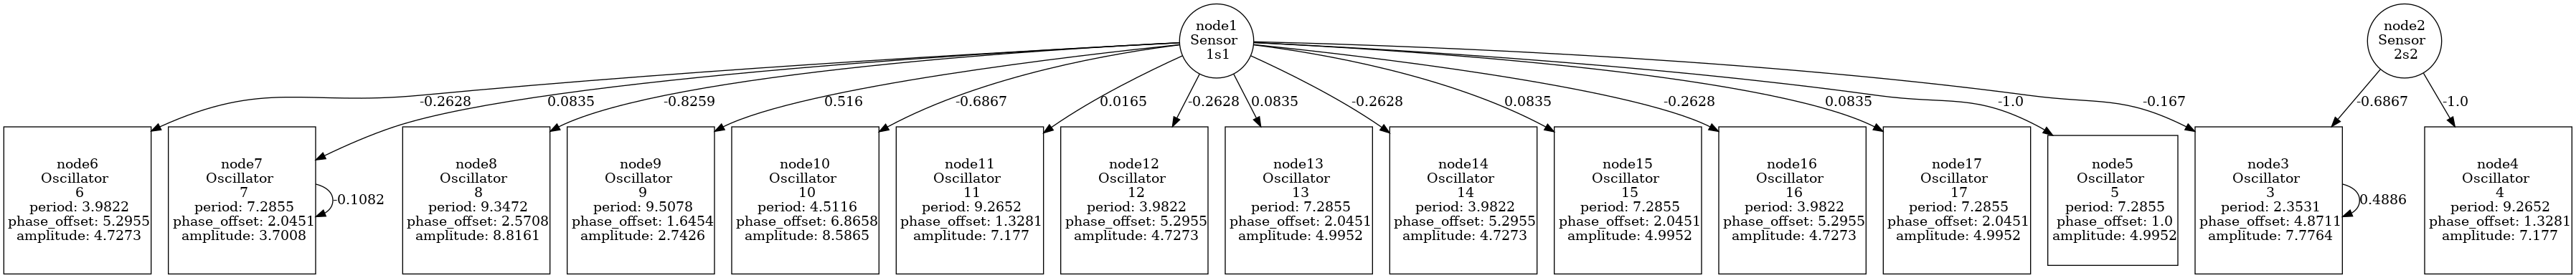 node1
Sensor
1s1
node2
Sensor
2s2
-0.2628
0.0835
-0.8259
0.516
-0.6867
0.0165
-0.2628
0.0835
-0.2628
0.0835
-0.2628
0.0835
-1.0
-0.167
-0.6867
-1.0
node6
Oscillator
6
period: 3.9822
phase_offset: 5.2955
amplitude: 4.7273
node7
Oscillator
7
period: 7.2855
phase_offset: 2.0451
amplitude: 3.7008
-0.1082
node8
Oscillator
8
period: 9.3472
phase_offset: 2.5708
amplitude: 8.8161
node9
Oscillator
9
period: 9.5078
phase_offset: 1.6454
amplitude: 2.7426
node10
Oscillator
10
period: 4.5116
phase_offset: 6.8658
amplitude: 8.5865
node11
Oscillator
11
period: 9.2652
phase_offset: 1.3281
amplitude: 7.177
node12
Oscillator
12
period: 3.9822
phase_offset: 5.2955
amplitude: 4.7273
node13
Oscillator
13
period: 7.2855
phase_offset: 2.0451
amplitude: 4.9952
node14
Oscillator
14
period: 3.9822
phase_offset: 5.2955
amplitude: 4.7273
node15
Oscillator
15
period: 7.2855
phase_offset: 2.0451
amplitude: 4.9952
node16
Oscillator
16
period: 3.9822
phase_offset: 5.2955
amplitude: 4.7273
node17
Oscillator
17
period: 7.2855
phase_offset: 2.0451
amplitude: 4.9952
node5
Oscillator
5
period: 7.2855
phase_offset: 1.0
amplitude: 4.9952
node3
Oscillator
3
period: 2.3531
phase_offset: 4.8711
amplitude: 7.7764
0.4886
node4
Oscillator
4
period: 9.2652
phase_offset: 1.3281
amplitude: 7.177